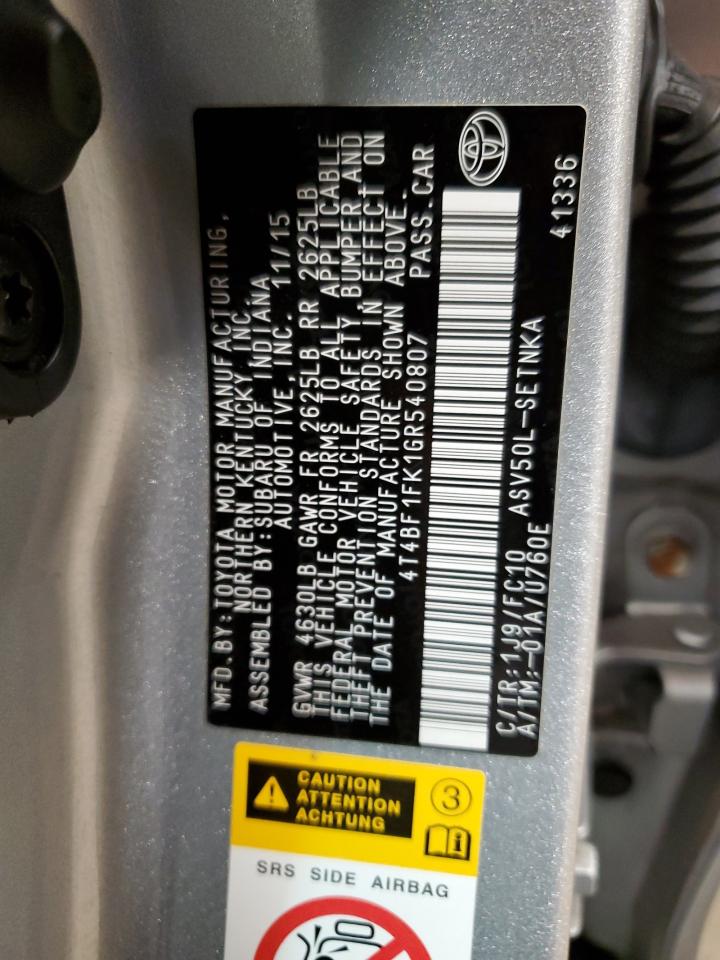 MFD.BY:TOYOTA MOTOR MANUFACTURING,
NORTHERN KENTUCKY, INC.
ASSEMBLED BY:SUBARU OF INDIANA
AUTOMOTIVE, INC. 11/15
GVWR 4630LB GAWR FR 2625LB RR 2625LB
THIS VEHICLE CONFORMS TO ALL APPLICABLE
FEDERAL MOTOR VEHICLE SAFETY, BUMPER, AND
THEFT PREVENTION STANDARDS IN EFFECT ON
THE DATE OF MANUFACTURE SHOWN ABOVE.
4T4BF1FK1GR540807 PASS.CAR
C/TR:1J9/FC10 ASV50L-SETNKA
A/TM:-01A/U760E 41336
CAUTION
ATTENTION
ACHTUNG
3
SRS SIDE AIRBAG